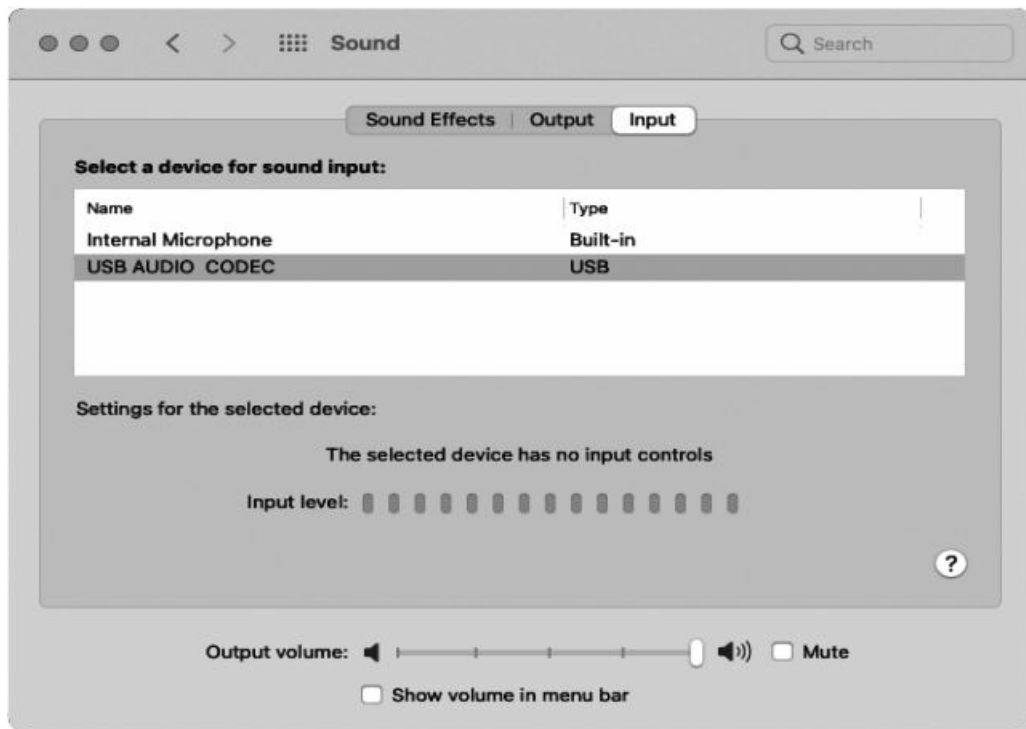 Sound
Search
Sound Effects Output Input
Select a device for sound input:
Name Type
Internal Microphone Built-in
USB AUDIO  CODEC USB
Settings for the selected device:
The selected device has no input controls
Input level:
?
Output volume: Mute
Show volume in menu bar